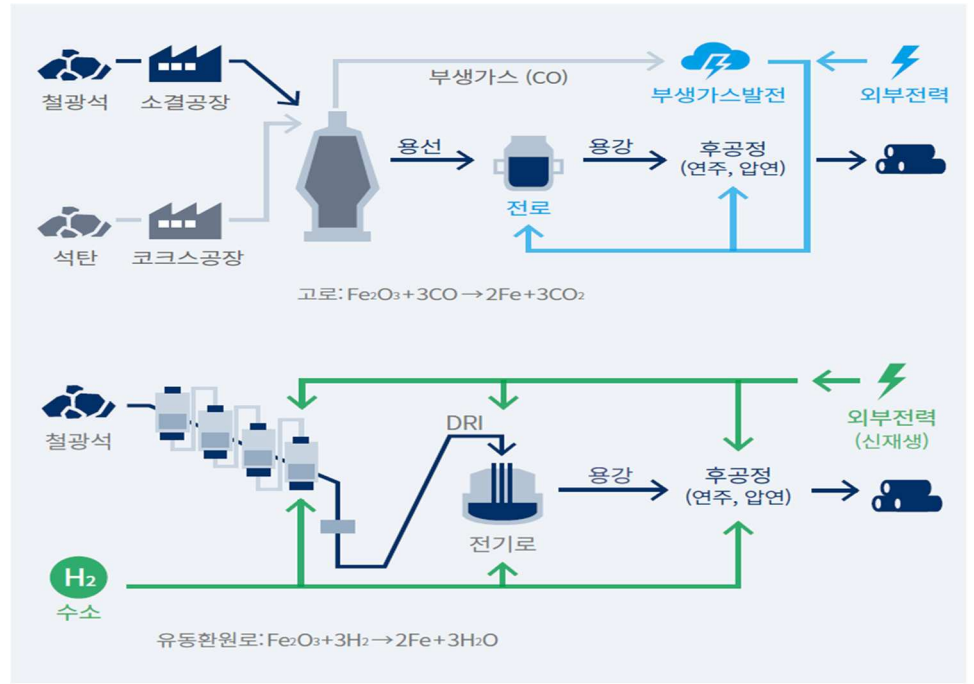 부생가스 (CO)
철광석
소결공장
부생가스발전
외부전력
용선
용강
후공정
(연주, 압연)
전로
석탄
코크스공장
고로: Fe₂O₃+3CO→2Fe+3CO₂
철광석
DRI
외부전력
(신재생)
용강
후공정
(연주, 압연)
전기로
H₂
수소
유동환원로: Fe₂O₃+3H₂→2Fe+3H₂O